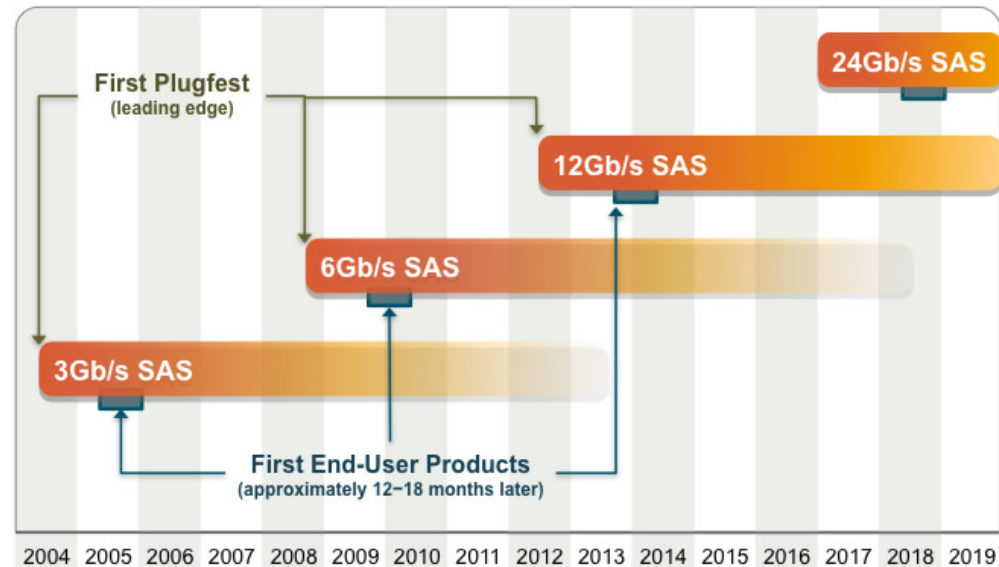 24Gb/s SAS
First Plugfest
(leading edge)
12Gb/s SAS
6Gb/s SAS
3Gb/s SAS
First End-User Products
(approximately 12−18 months later)
2004 2005 2006 2007 2008 2009 2010 2011 2012 2013 2014 2015 2016 2017 2018 2019